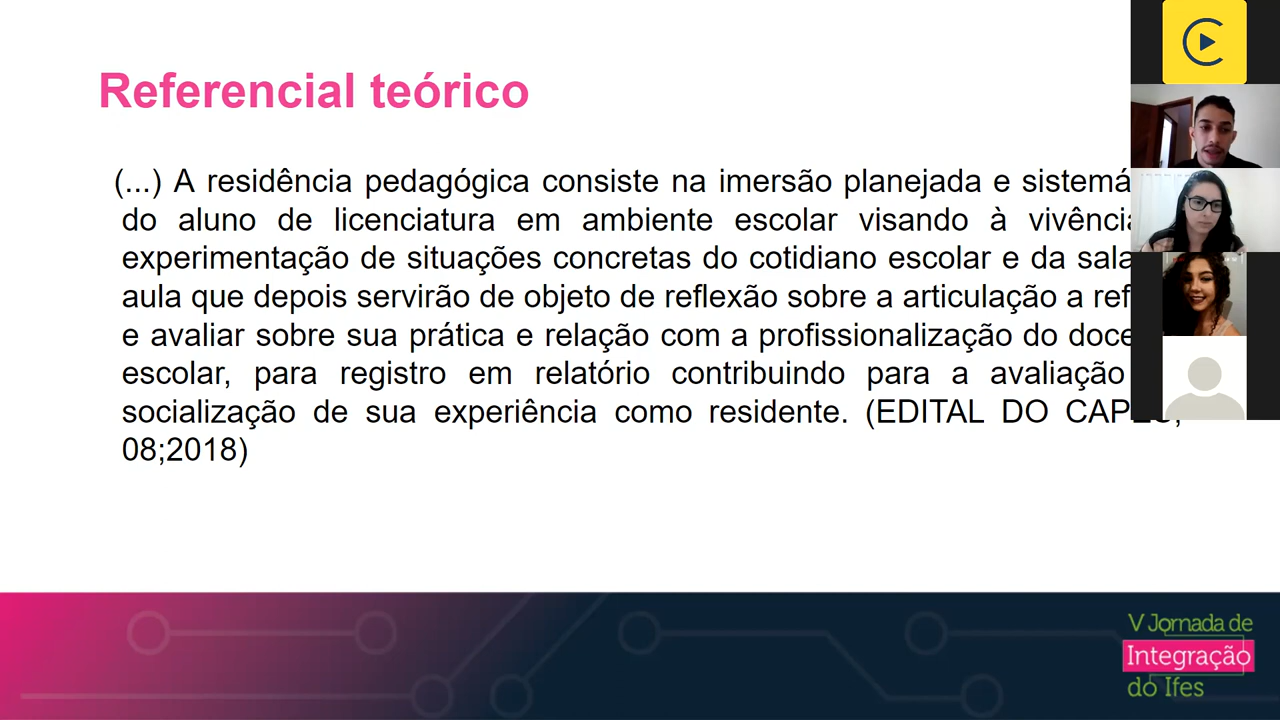 Referencial teórico
(...) A residência pedagógica consiste na imersão planejada e
do aluno de licenciatura em ambiente escolar visando à
experimentação de situações concretas do cotidiano escolar e da sala
aula que depois servirão de objeto de reflexão sobre a articulação a
e avaliar sobre sua prática e relação com a profissionalização do
escolar, para registro em relatório contribuindo para a avaliação
socialização de sua experiência como residente. (EDITAL DO
08;2018)
V Jornada de
Integração
do Ifes